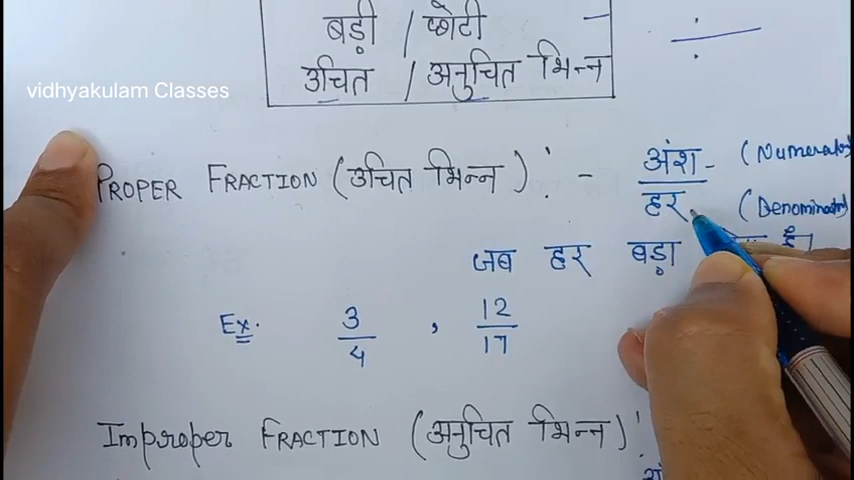 बड़ी / छोटी
उचित / अनुचित भिन्न
vidhyakulam Classes
PROPER FRACTION (उचित भिन्न) : - अंश (Numerator)
हर (Denominator)
जब हर बड़ा
Ex. 3/4 , 12/17
Improper FRACTION (अनुचित भिन्न) :